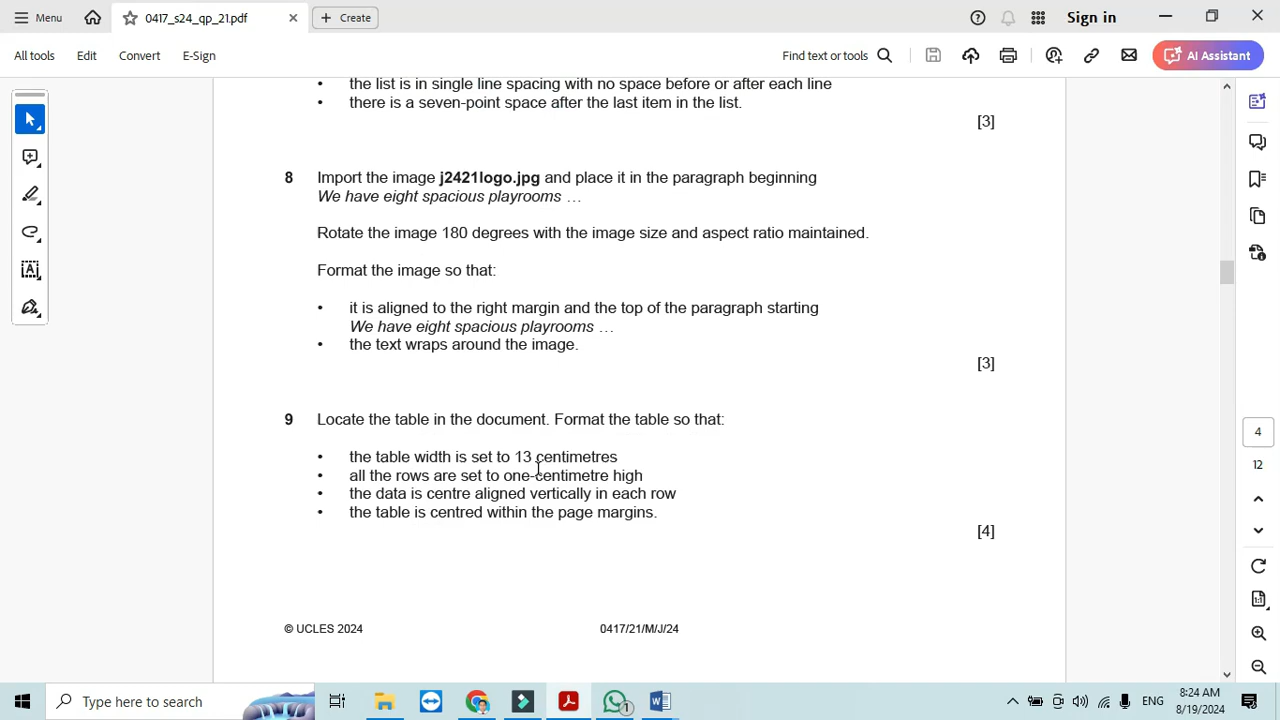 Menu
0417_s24_qp_21.pdf
Create
Sign in
All tools
Edit
Convert
E-Sign
Find text or tools
AI Assistant
• the list is in single line spacing with no space before or after each line
• there is a seven-point space after the last item in the list.
[3]
8 Import the image j2421logo.jpg and place it in the paragraph beginning
We have eight spacious playrooms …
Rotate the image 180 degrees with the image size and aspect ratio maintained.
Format the image so that:
• it is aligned to the right margin and the top of the paragraph starting
We have eight spacious playrooms …
• the text wraps around the image.
[3]
9 Locate the table in the document. Format the table so that:
• the table width is set to 13 centimetres
• all the rows are set to one-centimetre high
• the data is centre aligned vertically in each row
• the table is centred within the page margins.
[4]
© UCLES 2024
0417/21/M/J/24
4
12
Type here to search
1
ENG
8:24 AM
8/19/2024